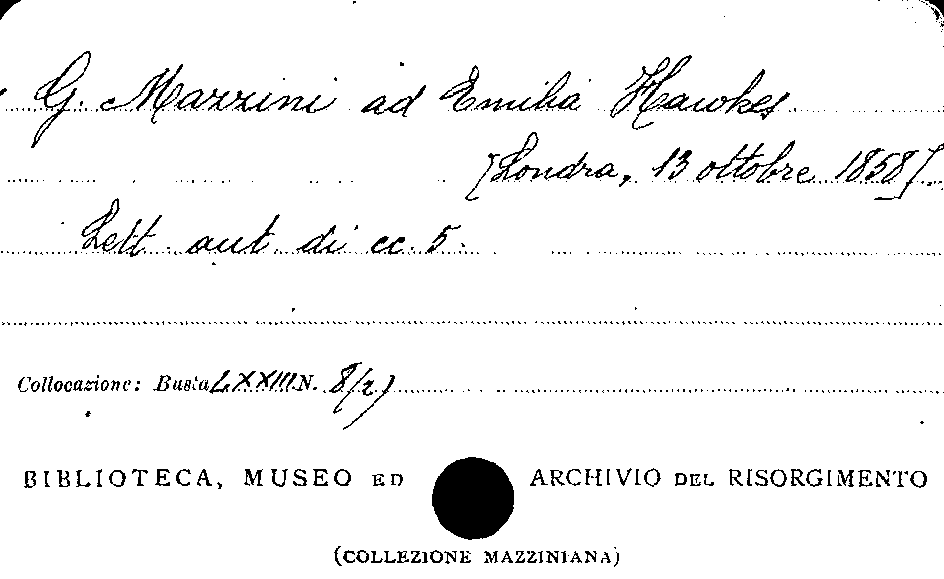 G. Mazzini ad Emilia Hawkes
[Londra, 13 ottobre 1858].
Lett. aut. di cc. 5.
Collocazione: Busta LXXIII N. 8/2)
BIBLIOTECA, MUSEO ED ARCHIVIO DEL RISORGIMENTO
(COLLEZIONE MAZZINIANA)